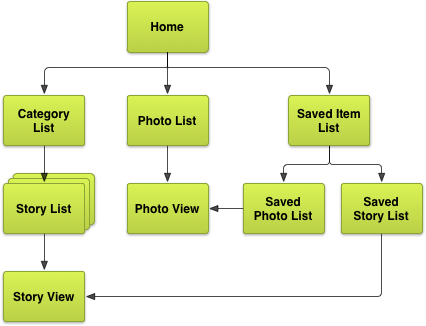 Home
Category
List
Photo List
Saved Item
List
Story List
Photo View
Saved
Photo List
Saved
Story List
Story View